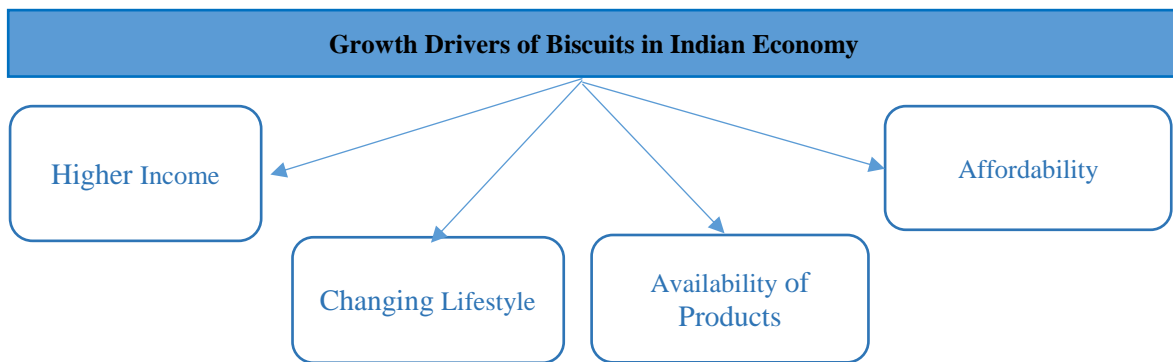 Growth Drivers of Biscuits in Indian Economy
Higher Income
Changing Lifestyle
Availability of
Products
Affordability